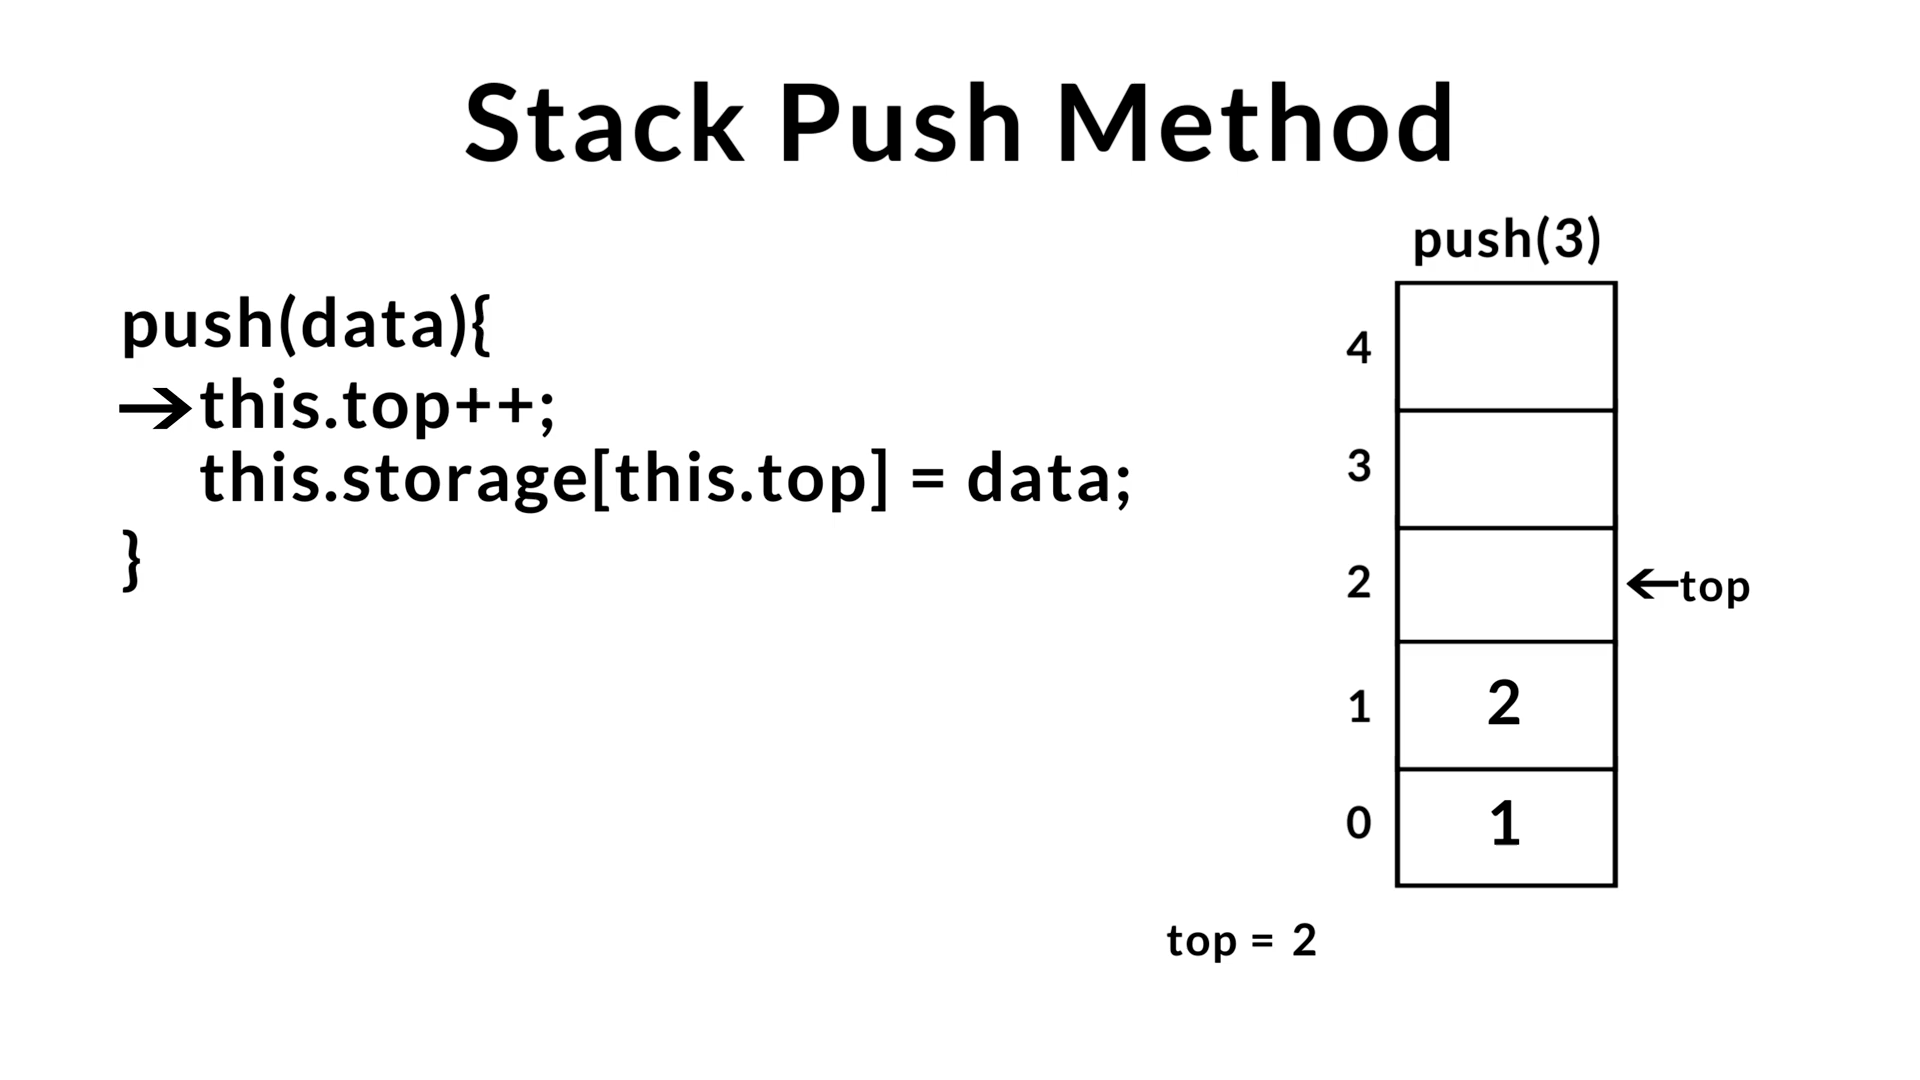 Stack Push Method
push(data){
this.top++;
this.storage[this.top] = data;
}
push(3)
4
3
2
top
1
2
0
1
top = 2